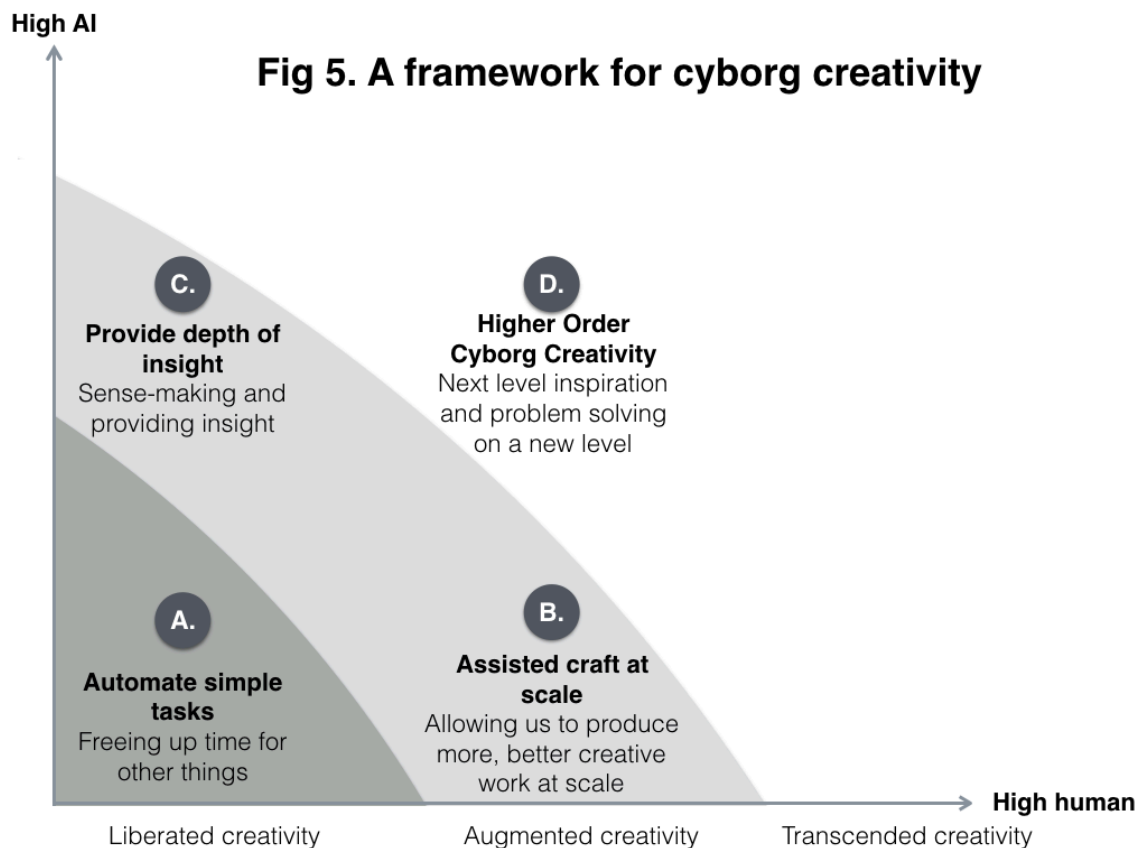 High AI
Fig 5. A framework for cyborg creativity
C.
Provide depth of
insight
Sense-making and
providing insight
D.
Higher Order
Cyborg Creativity
Next level inspiration
and problem solving
on a new level
A.
Automate simple
tasks
Freeing up time for
other things
B.
Assisted craft at
scale
Allowing us to produce
more, better creative
work at scale
High human
Liberated creativity
Augmented creativity
Transcended creativity